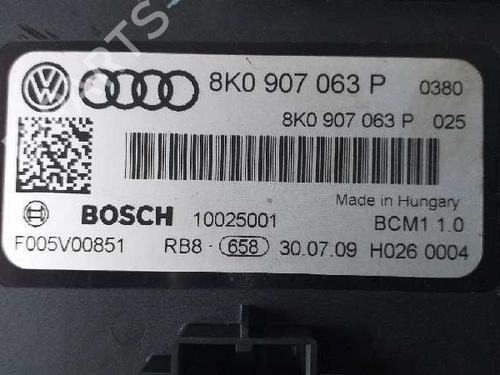 8K0 907 063 P 0380
8K0 907 063 P 025
Made in Hungary
BOSCH 10025001 BCM1 1.0
F005V00851 RB8 - 658 30.07.09 H026 0004